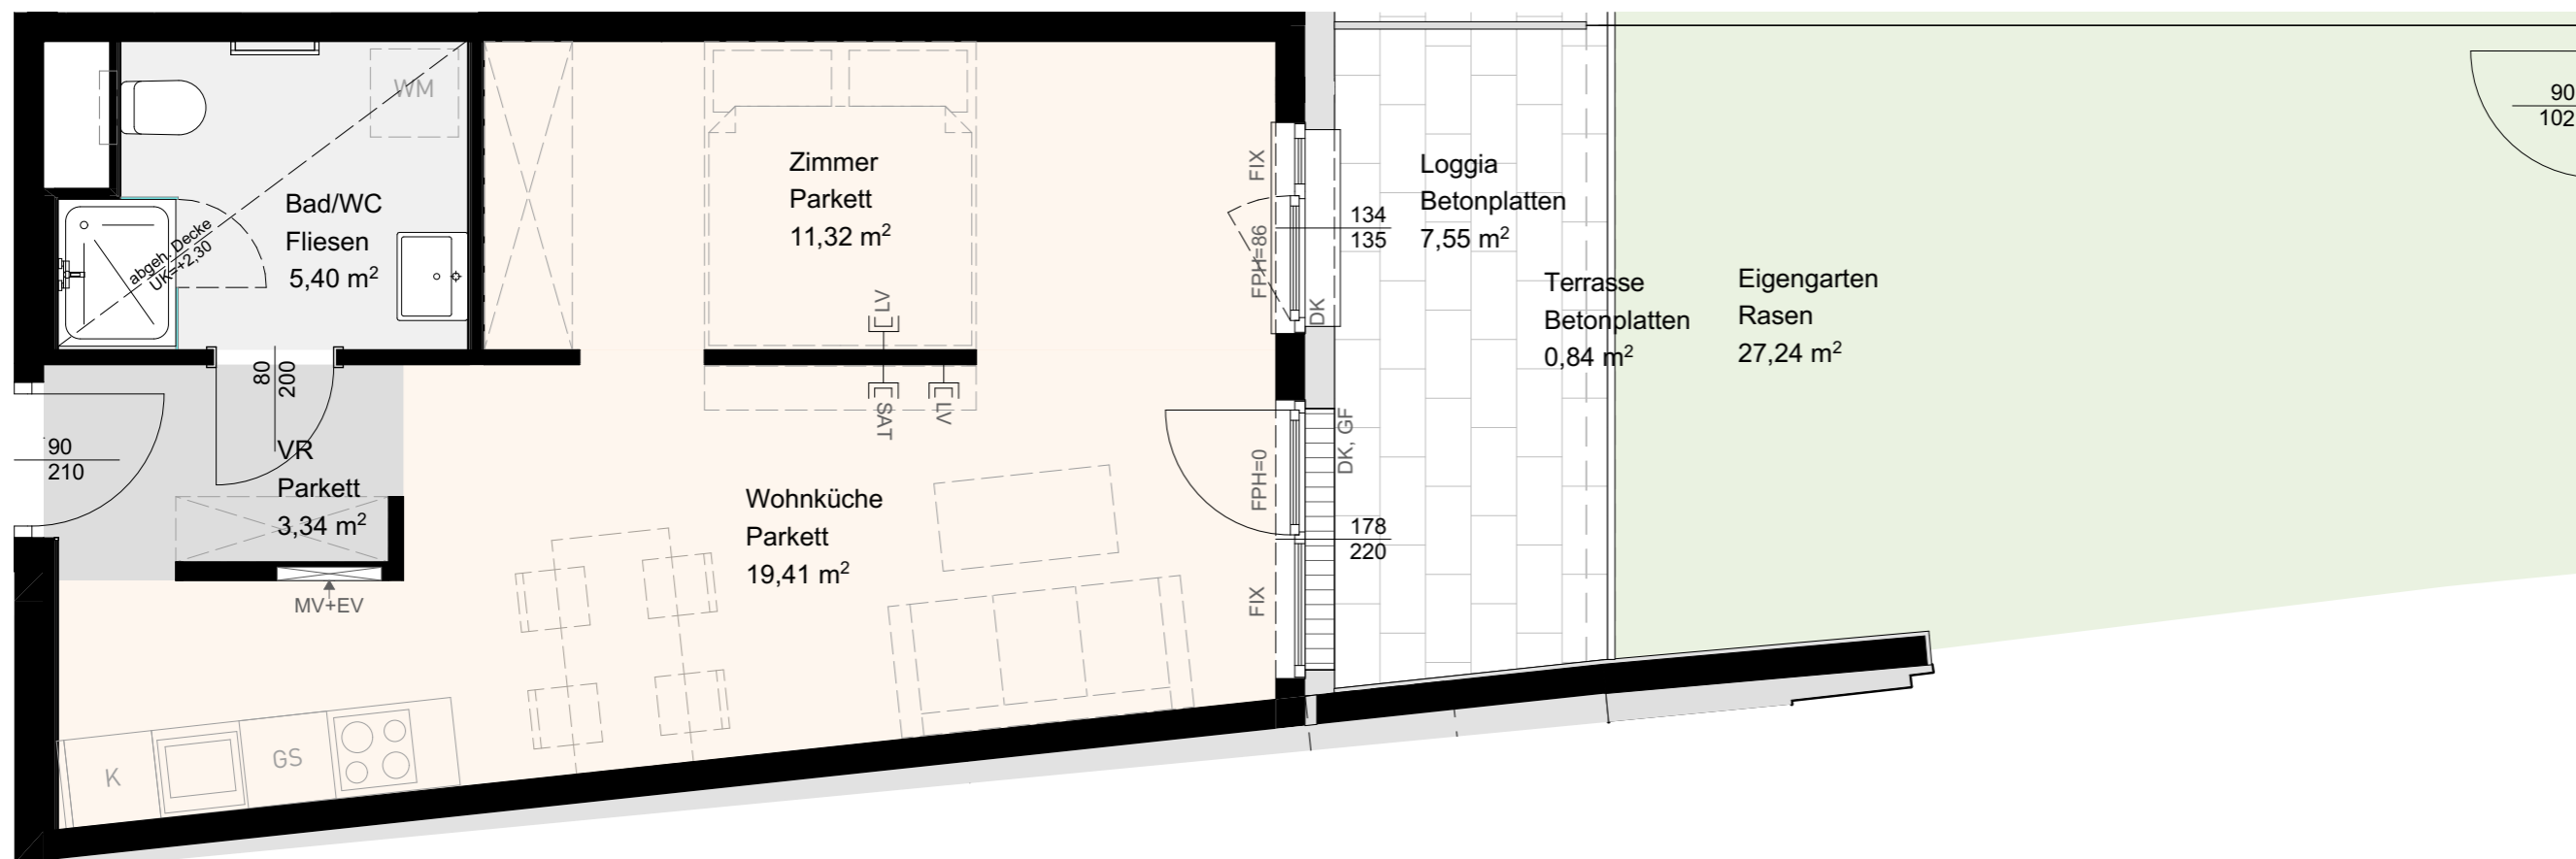 WM
Bad/WC
Fliesen
5,40 m²
abgeh. Decke
UK=+2,30
80
200
90
210
VR
Parkett
3,34 m²
MV+EV
K
GS
Zimmer
Parkett
11,32 m²
LV
SAT
LV
Wohnküche
Parkett
19,41 m²
FIX
FPH=86
DK
134
135
FPH=0
DK, GF
178
220
FIX
Loggia
Betonplatten
7,55 m²
Terrasse
Betonplatten
0,84 m²
Eigengarten
Rasen
27,24 m²
90
102